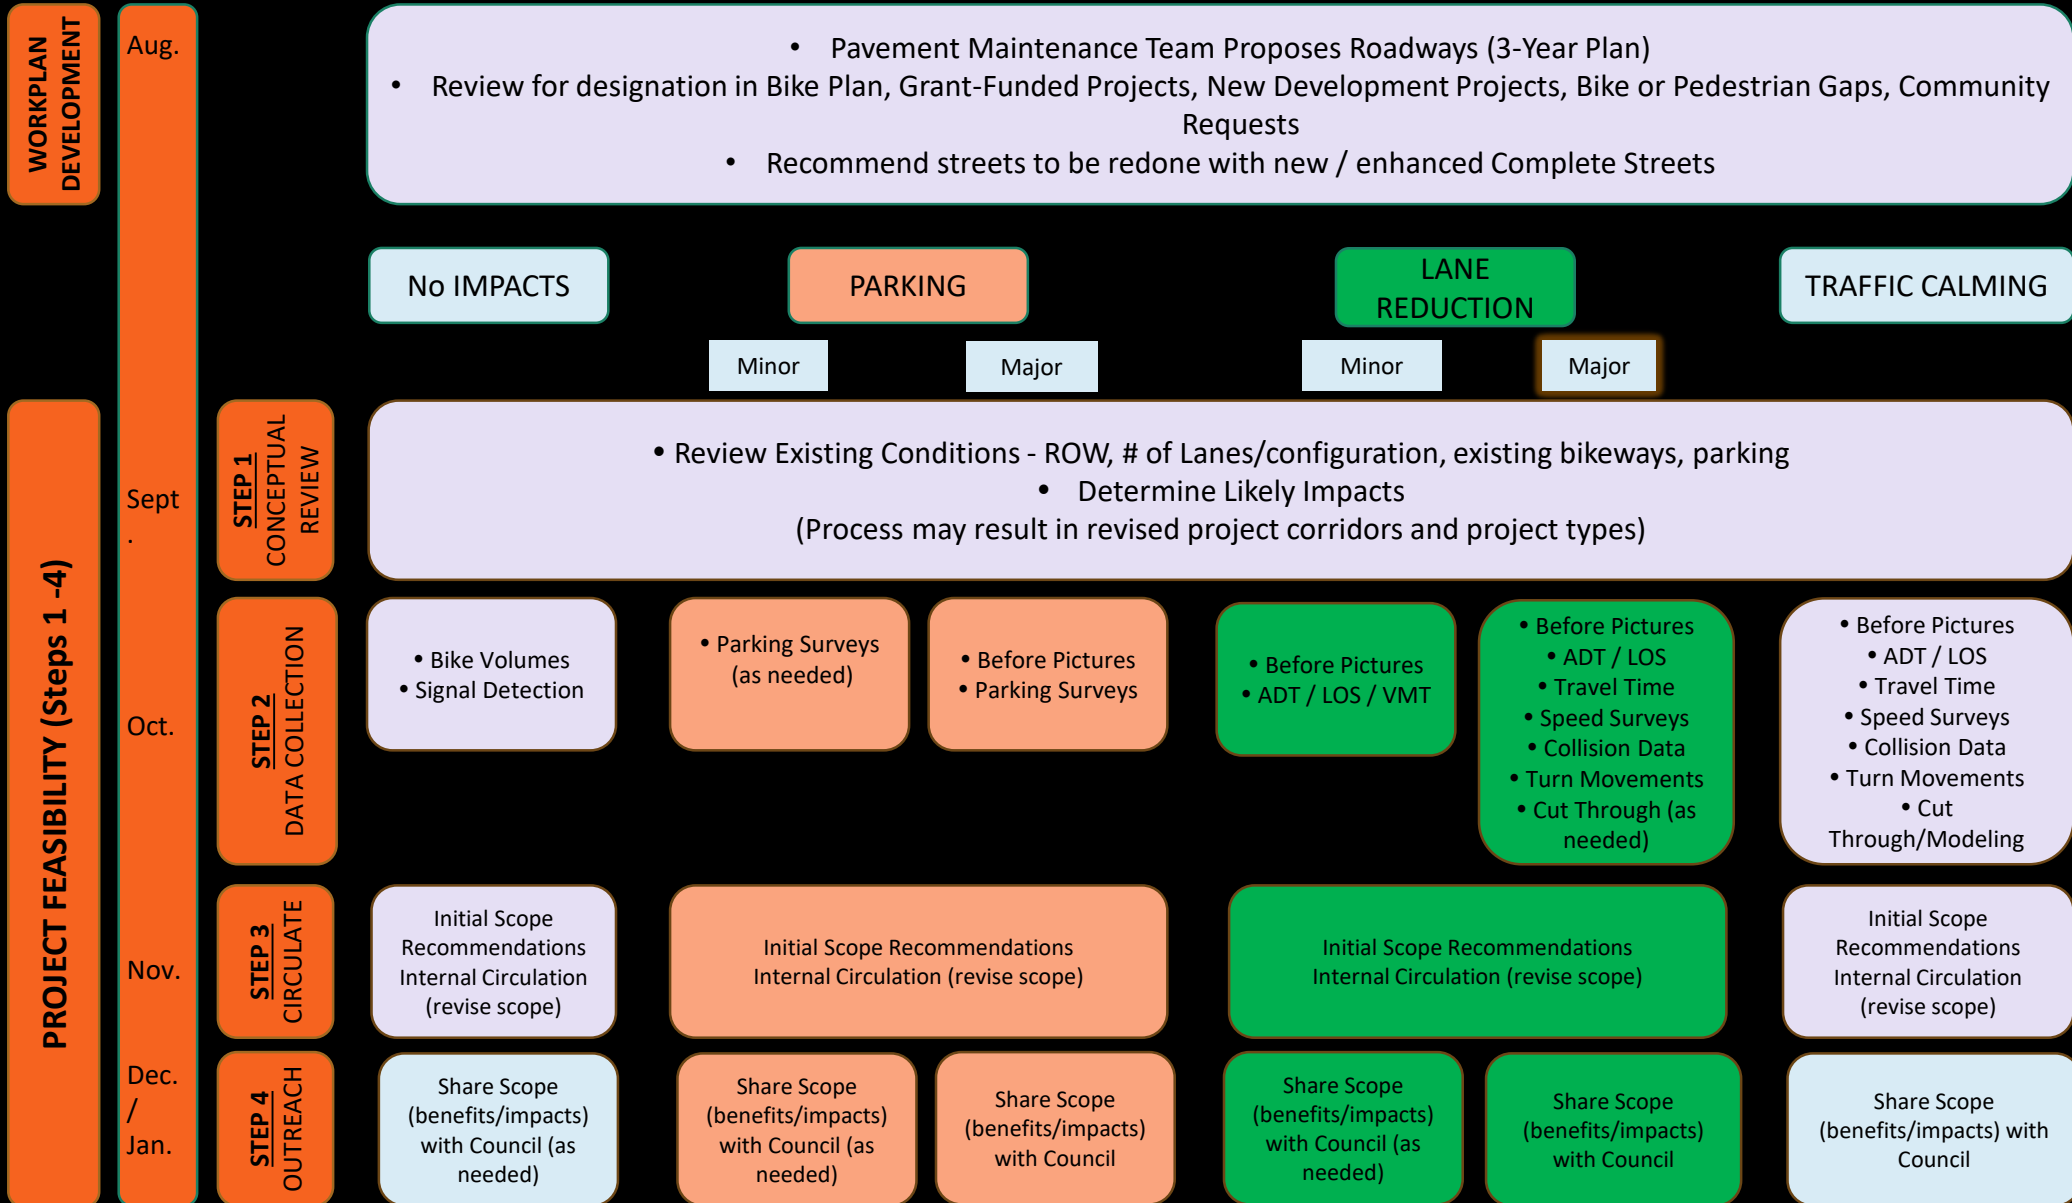 WORKPLAN
DEVELOPMENT
Aug.
• Pavement Maintenance Team Proposes Roadways (3-Year Plan)
• Review for designation in Bike Plan, Grant-Funded Projects, New Development Projects, Bike or Pedestrian Gaps, Community
Requests
• Recommend streets to be redone with new / enhanced Complete Streets
No IMPACTS
PARKING
LANE
REDUCTION
TRAFFIC CALMING
Minor
Major
Minor
Major
PROJECT FEASIBILITY (Steps 1 -4)
Sept
.
STEP 1
CONCEPTUAL
REVIEW
• Review Existing Conditions - ROW, # of Lanes/configuration, existing bikeways, parking
• Determine Likely Impacts
(Process may result in revised project corridors and project types)
Oct.
STEP 2
DATA COLLECTION
• Bike Volumes
• Signal Detection
• Parking Surveys
(as needed)
• Before Pictures
• Parking Surveys
• Before Pictures
• ADT / LOS / VMT
• Before Pictures
• ADT / LOS
• Travel Time
• Speed Surveys
• Collision Data
• Turn Movements
• Cut Through (as
needed)
• Before Pictures
• ADT / LOS
• Travel Time
• Speed Surveys
• Collision Data
• Turn Movements
• Cut
Through/Modeling
Nov.
STEP 3
CIRCULATE
Initial Scope
Recommendations
Internal Circulation
(revise scope)
Initial Scope Recommendations
Internal Circulation (revise scope)
Initial Scope Recommendations
Internal Circulation (revise scope)
Initial Scope
Recommendations
Internal Circulation
(revise scope)
Dec.
/
Jan.
STEP 4
OUTREACH
Share Scope
(benefits/impacts)
with Council (as
needed)
Share Scope
(benefits/impacts)
with Council (as
needed)
Share Scope
(benefits/impacts)
with Council
Share Scope
(benefits/impacts)
with Council (as
needed)
Share Scope
(benefits/impacts)
with Council
Share Scope
(benefits/impacts) with
Council